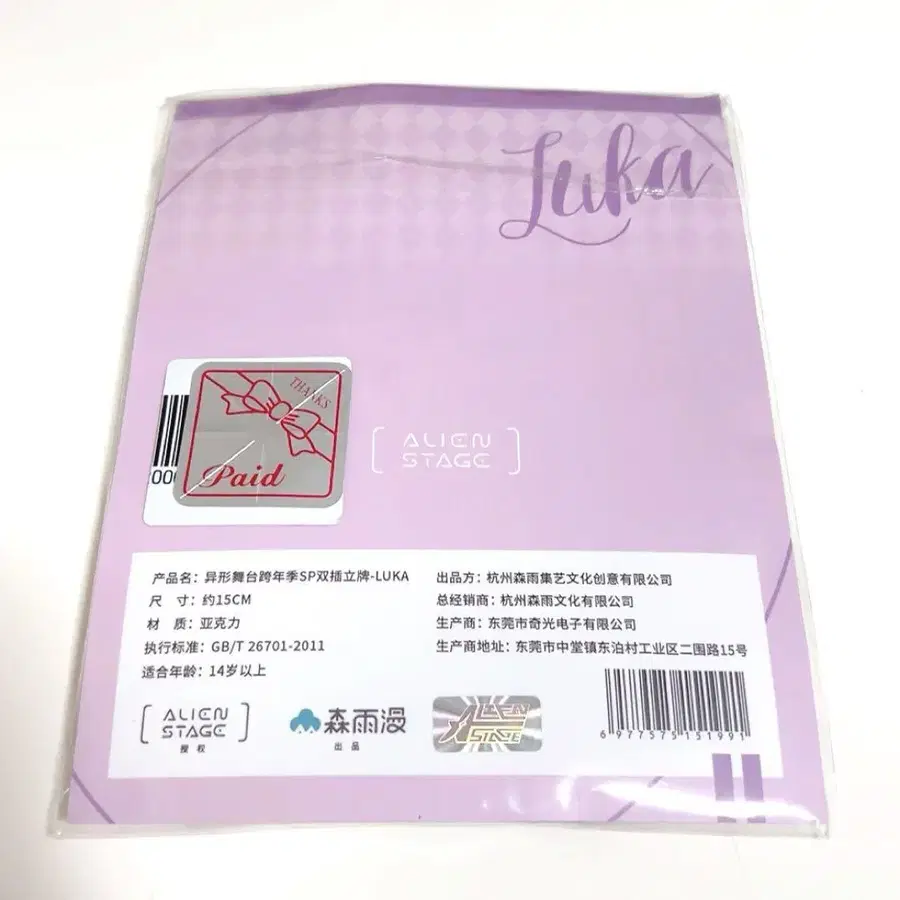 Luka
THANKS
Paid
ALIEN
STAGE
产品名：异形舞台跨年季SP双插立牌-LUKA
尺 寸：约15CM
材 质：亚克力
执行标准：GB/T 26701-2011
适合年龄：14岁以上
出品方：杭州森雨集艺文化创意有限公司
总经销商：杭州森雨文化有限公司
生产商：东莞市奇光电子有限公司
生产商地址：东莞市中堂镇东泊村工业区二围路15号
ALIEN
STAGE
授权
森雨漫
出品
ALIEN
STAGE
6977575151991